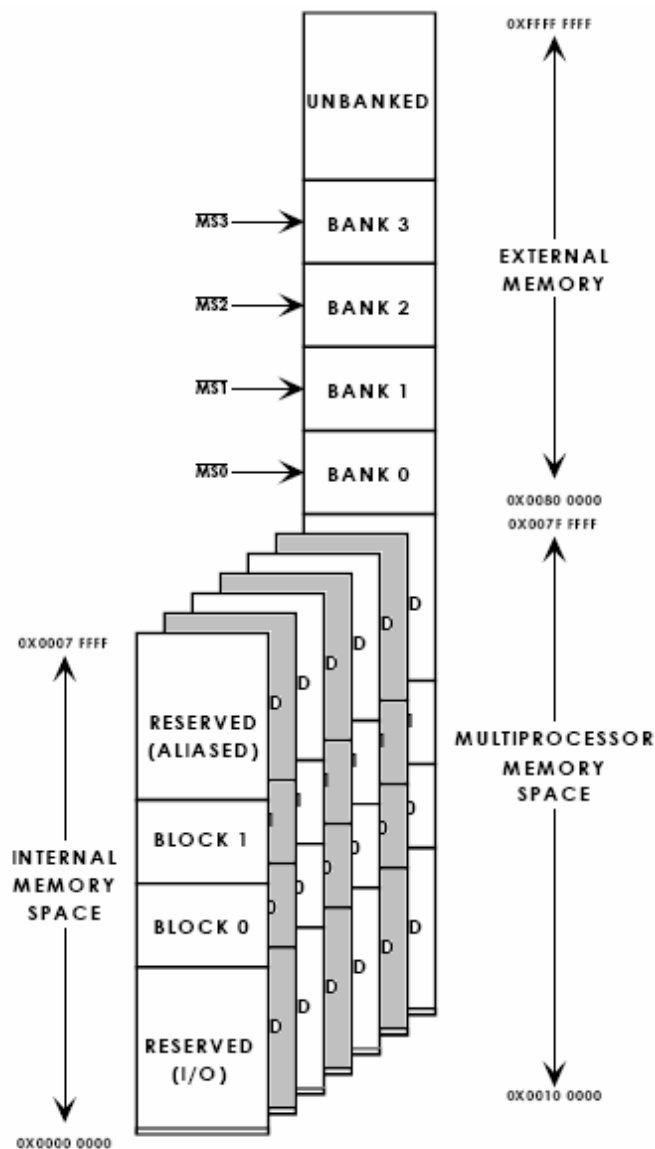 0XFFFF FFFF
UNBANKED
MS3
BANK 3
EXTERNAL
MEMORY
MS2
BANK 2
MS1
BANK 1
MS0
BANK 0
0X0080 0000
0X007F FFFF
0X0007 FFFF
D
D
D
D
D
D
RESERVED
(ALIASED)
MULTIPROCESSOR
MEMORY
SPACE
BLOCK 1
INTERNAL
MEMORY
SPACE
BLOCK 0
D
D
D
D
D
D
RESERVED
(I/O)
0X0010 0000
0X0000 0000